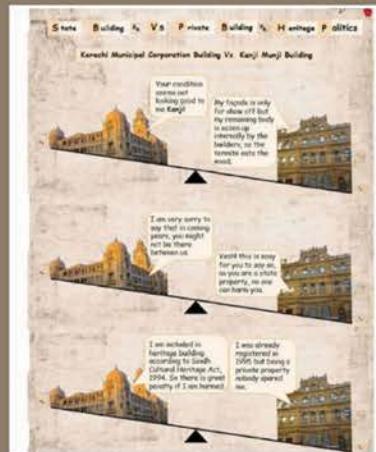 State Building Vs Private Building Heritage Politics
Karachi Municipal Corporation Building Vs. Kanji Munji Building
Your condition
seems not
looking good to
me Kanji!
My façade is only
for show off but
my remaining body
is eaten up
internally by the
builders, as the
termite eats the
wood.
I am very sorry to
say that in coming
years, you might
not be there
between us.
Yeah! this is easy
for you to say so,
as you are a state
property, no one
can harm you.
I am included in
heritage building
according to Sindh
Cultural Heritage Act,
1994. So there is great
penalty if I am harmed.
I was already
registered in
1995 but being a
private property
nobody spared
me.